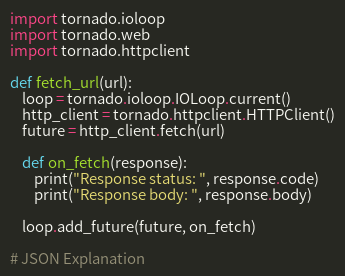 import tornado.ioloop
import tornado.web
import tornado.httpclient

def fetch_url(url):
    loop = tornado.ioloop.IOLoop.current()
    http_client = tornado.httpclient.HTTPClient()
    future = http_client.fetch(url)

    def on_fetch(response):
        print("Response status: ", response.code)
        print("Response body: ", response.body)

    loop.add_future(future, on_fetch)

# JSON Explanation